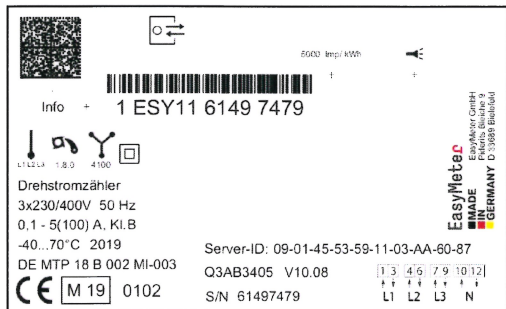 5000 Imp/ kWh
Info
1 ESY11 6149 7479
L1 L2 L3
1.8.0
4100
Drehstromzähler
3x230/400V 50 Hz
0,1 - 5(100) A, Kl.B
-40...70°C 2019
DE MTP 18 B 002 MI-003
CE M 19 0102
Server-ID: 09-01-45-53-59-11-03-AA-60-87
Q3AB3405 V10.08
S/N 61497479
1 3 4 6 7 9 10 12
L1 L2 L3 N
EasyMeter
MADE
IN
GERMANY
EasyMeter GmbH
Piderits Bleiche 9
D 33689 Bielefeld